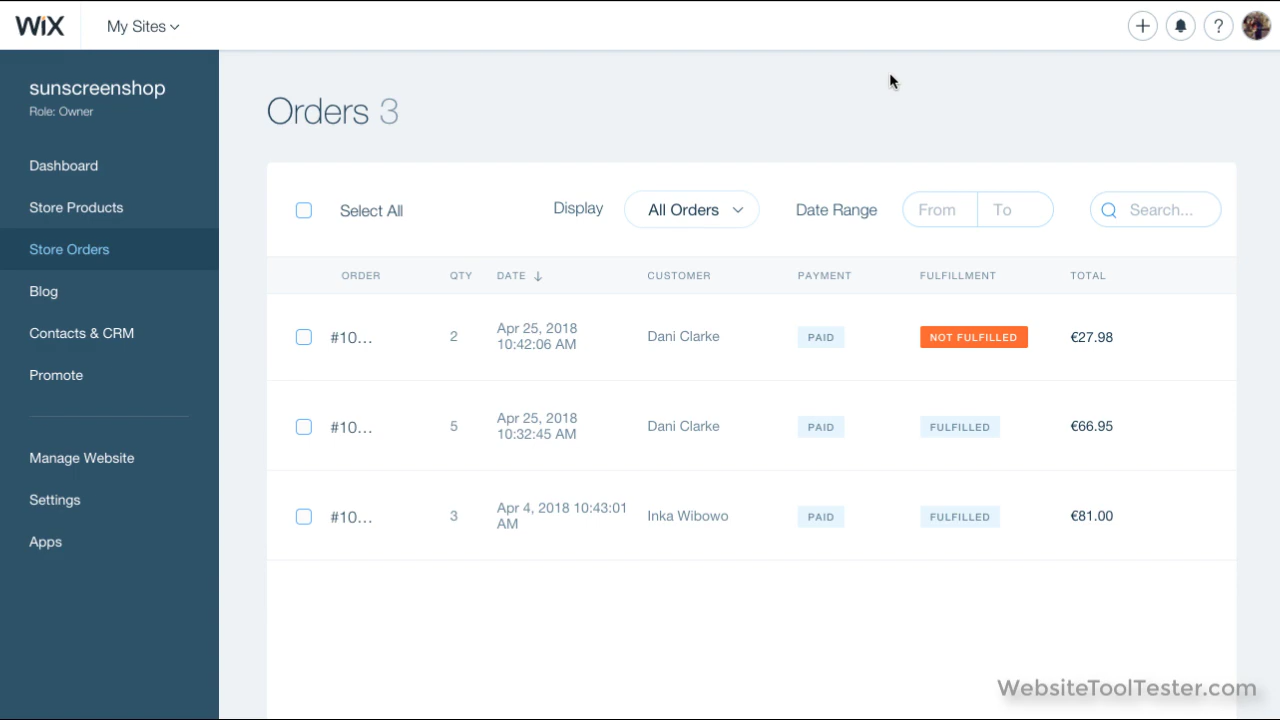 WiX
My Sites
?
sunscreenshop
Role: Owner
Dashboard
Store Products
Store Orders
Blog
Contacts & CRM
Promote
Manage Website
Settings
Apps
Orders 3
Select All
Display
All Orders
Date Range
From
To
Search...
ORDER
QTY
DATE ↓
CUSTOMER
PAYMENT
FULFILLMENT
TOTAL
#10...
2
Apr 25, 2018
10:42:06 AM
Dani Clarke
PAID
NOT FULFILLED
€27.98
#10...
5
Apr 25, 2018
10:32:45 AM
Dani Clarke
PAID
FULFILLED
€66.95
#10...
3
Apr 4, 2018 10:43:01
AM
Inka Wibowo
PAID
FULFILLED
€81.00
WebsiteToolTester.com